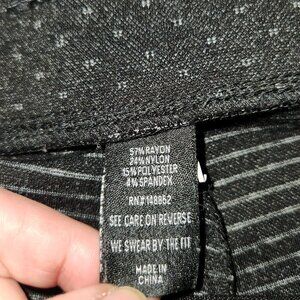 57% RAYON
24% NYLON
15% POLYESTER
4% SPANDEX
RN# 148862
SEE CARE ON REVERSE
WE SWEAR BY THE FIT
MADE IN
CHINA